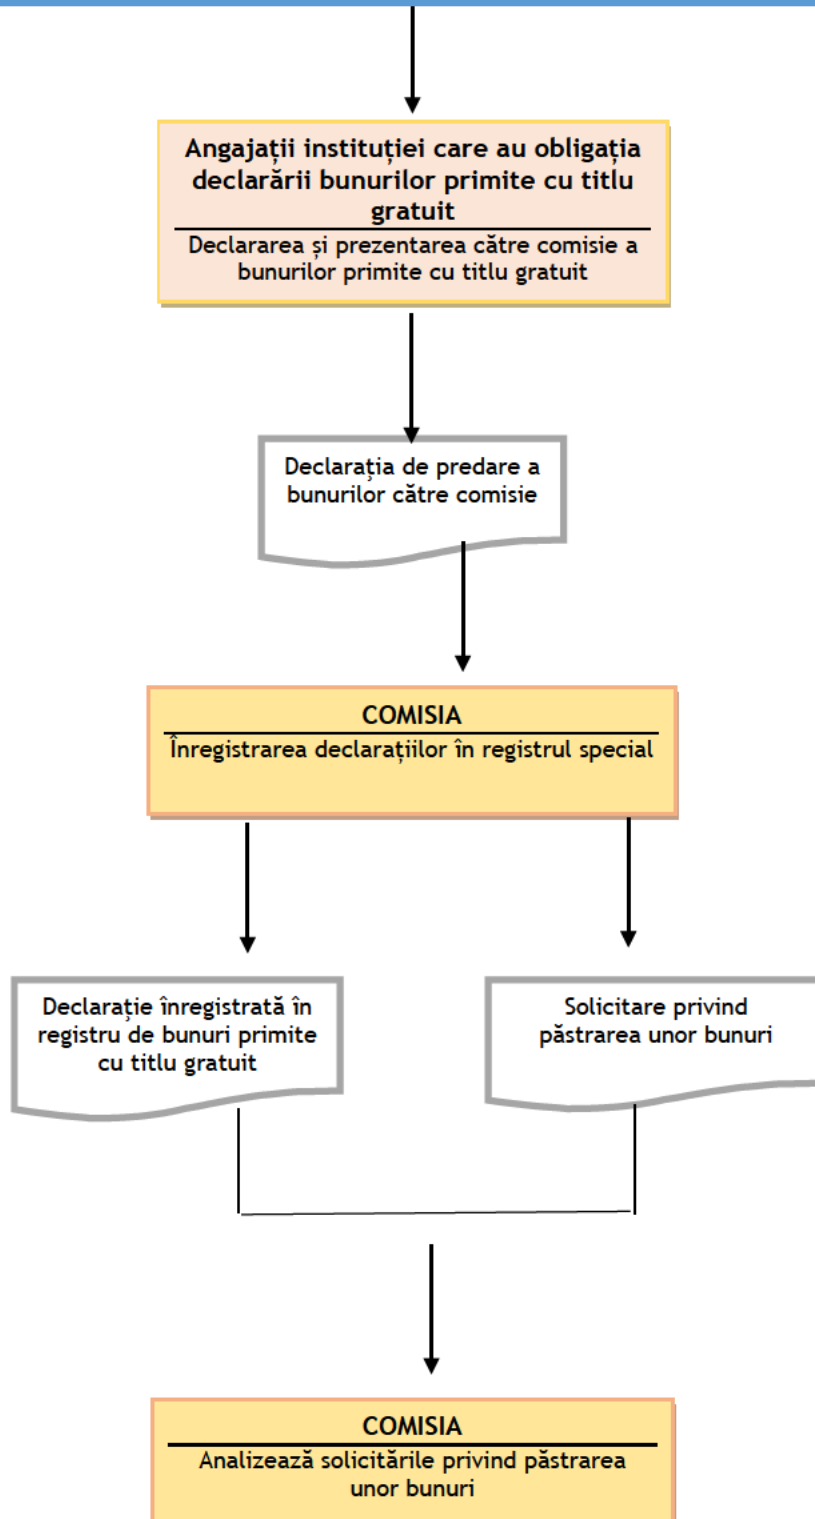 Angajații instituției care au obligația
declarării bunurilor primite cu titlu
gratuit
Declararea și prezentarea către comisie a
bunurilor primite cu titlu gratuit
Declarația de predare a
bunurilor către comisie
COMISIA
Înregistrarea declarațiilor în registrul special
Declarație înregistrată în
registru de bunuri primite
cu titlu gratuit
Solicitare privind
păstrarea unor bunuri
COMISIA
Analizează solicitările privind păstrarea
unor bunuri